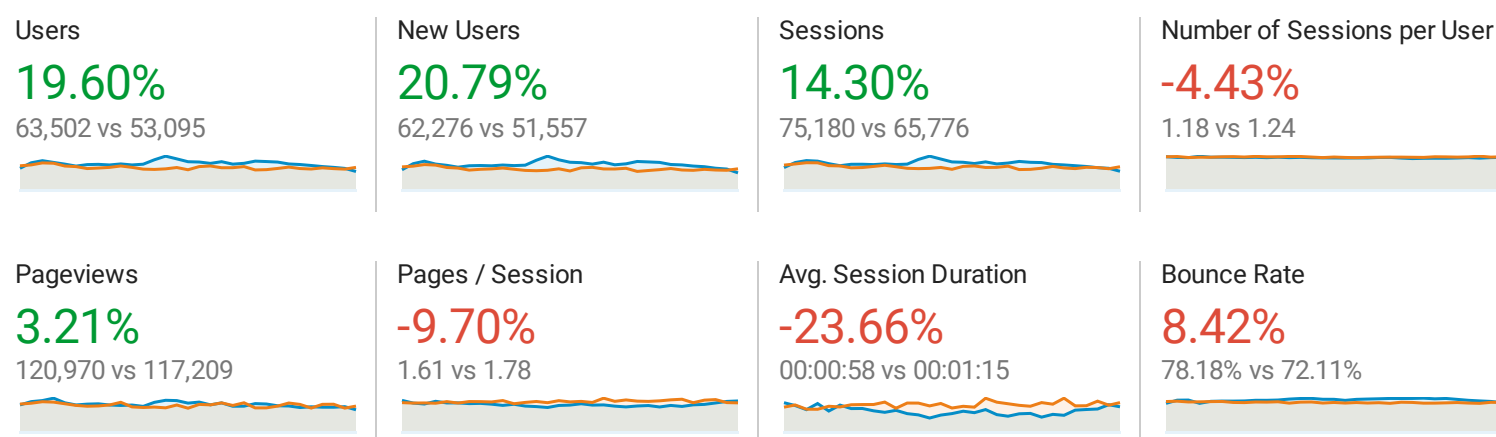 Users
19.60%
63,502 vs 53,095
New Users
20.79%
62,276 vs 51,557
Sessions
14.30%
75,180 vs 65,776
Number of Sessions per User
-4.43%
1.18 vs 1.24
Pageviews
3.21%
120,970 vs 117,209
Pages / Session
-9.70%
1.61 vs 1.78
Avg. Session Duration
-23.66%
00:00:58 vs 00:01:15
Bounce Rate
8.42%
78.18% vs 72.11%